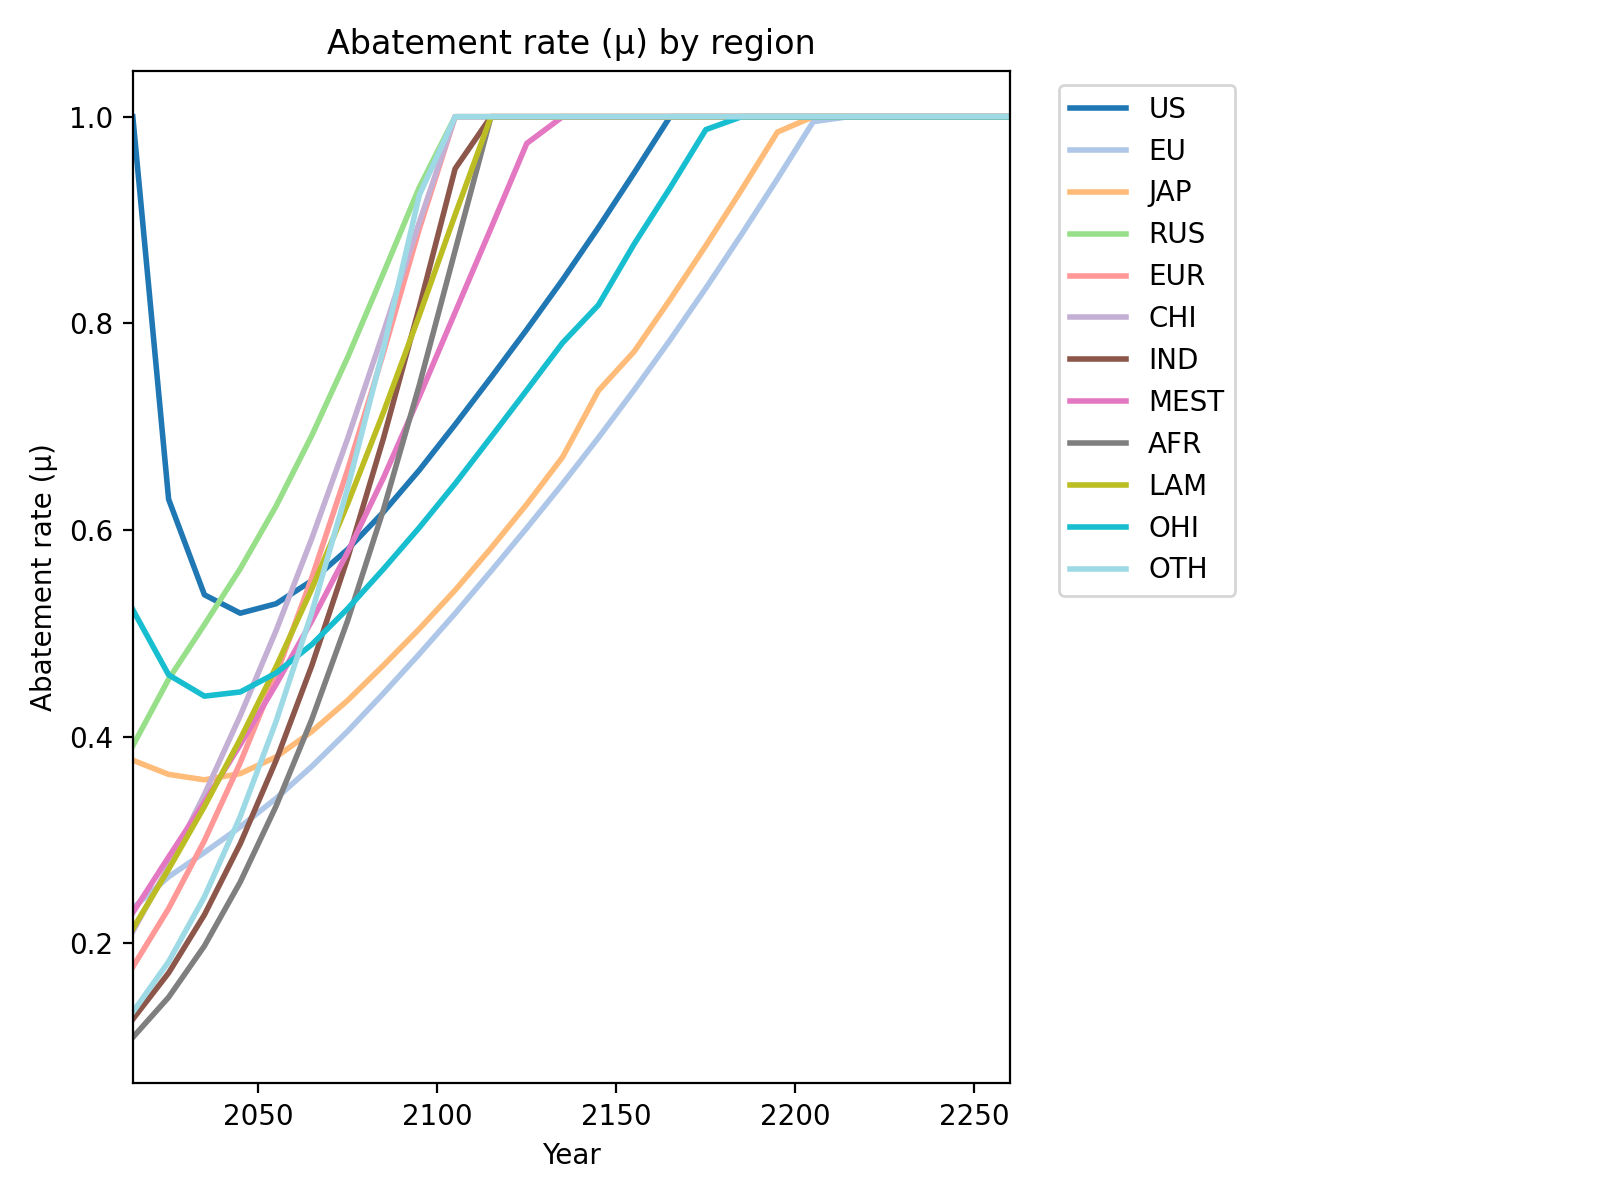 Abatement rate (μ) by region
Abatement rate (μ)
1.0
0.8
0.6
0.4
0.2
2050
2100
2150
2200
2250
Year
US
EU
JAP
RUS
EUR
CHI
IND
MEST
AFR
LAM
OHI
OTH